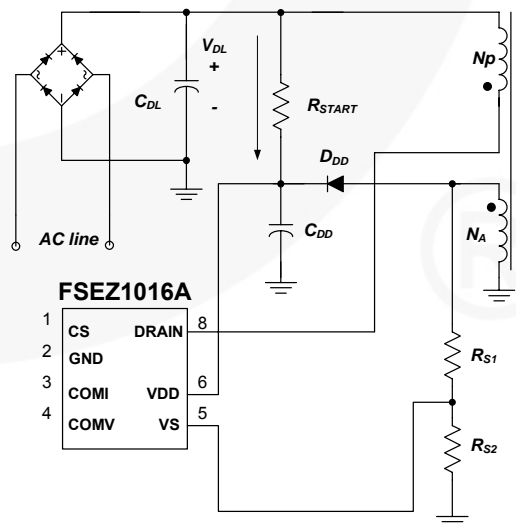 V_DL
+
-
C_DL
R_START
Np
D_DD
C_DD
N_A
AC line
FSEZ1016A
1 CS DRAIN 8
2 GND
3 COMI VDD 6
4 COMV VS 5
R_S1
R_S2
®